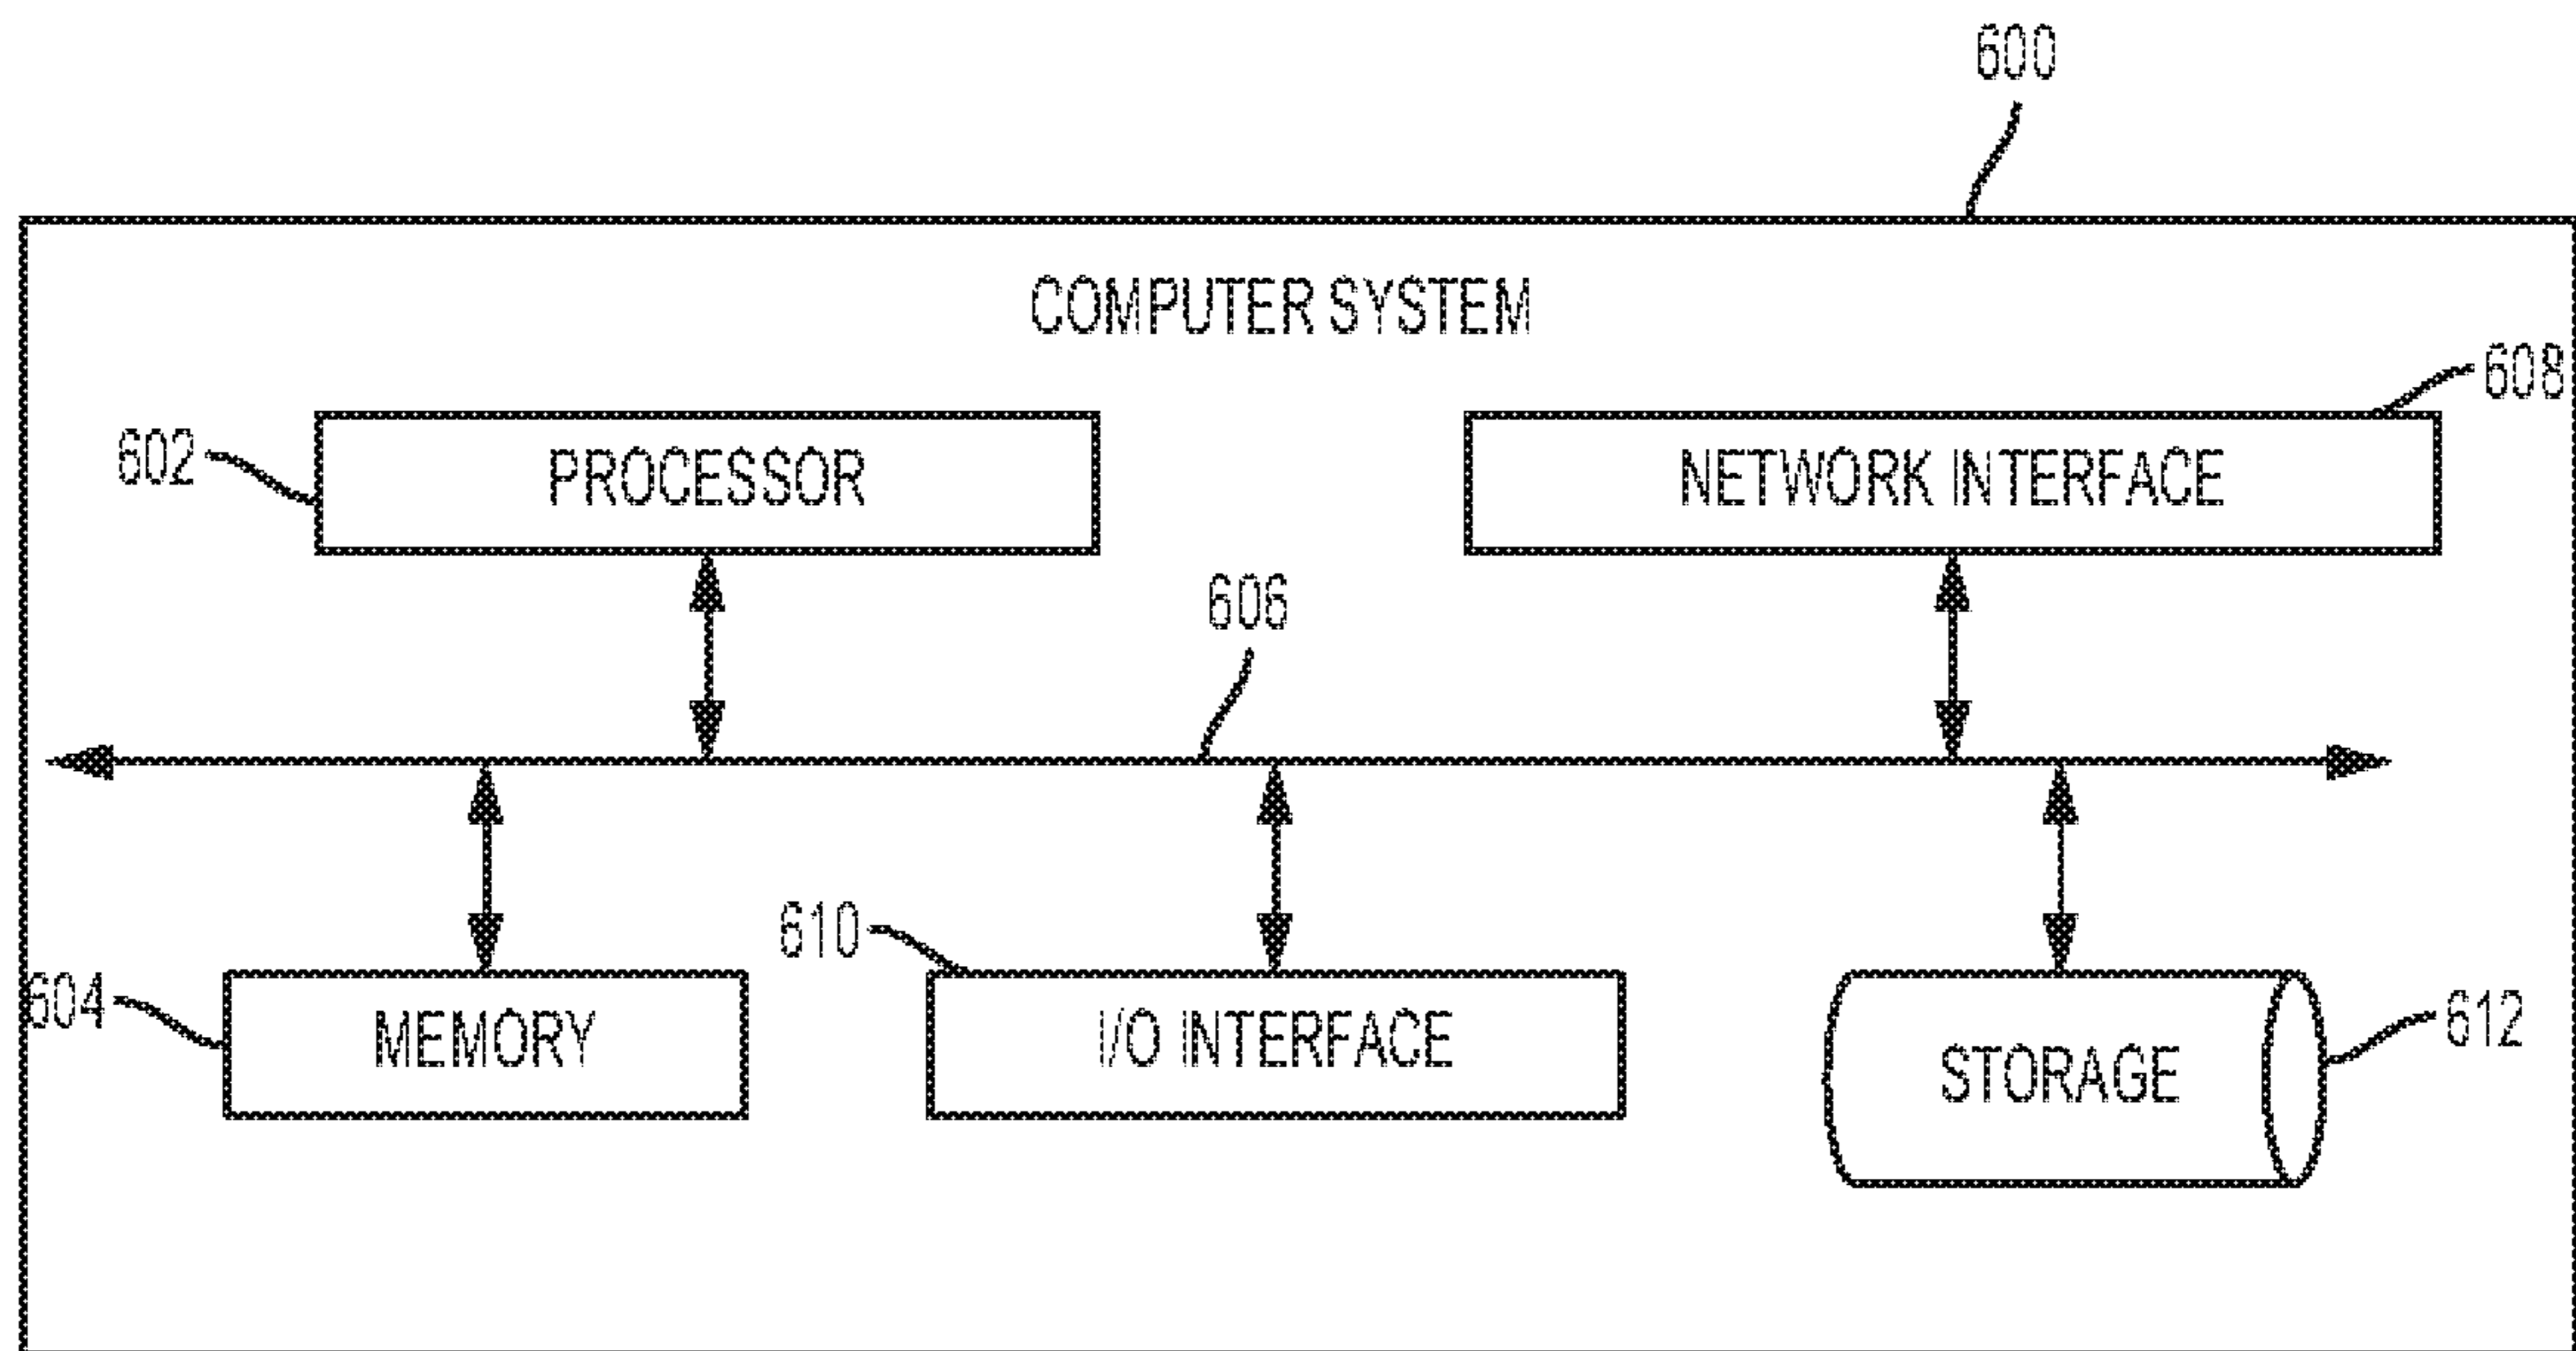 600
COMPUTER SYSTEM
608
602
PROCESSOR
NETWORK INTERFACE
606
610
604
MEMORY
I/O INTERFACE
STORAGE
612